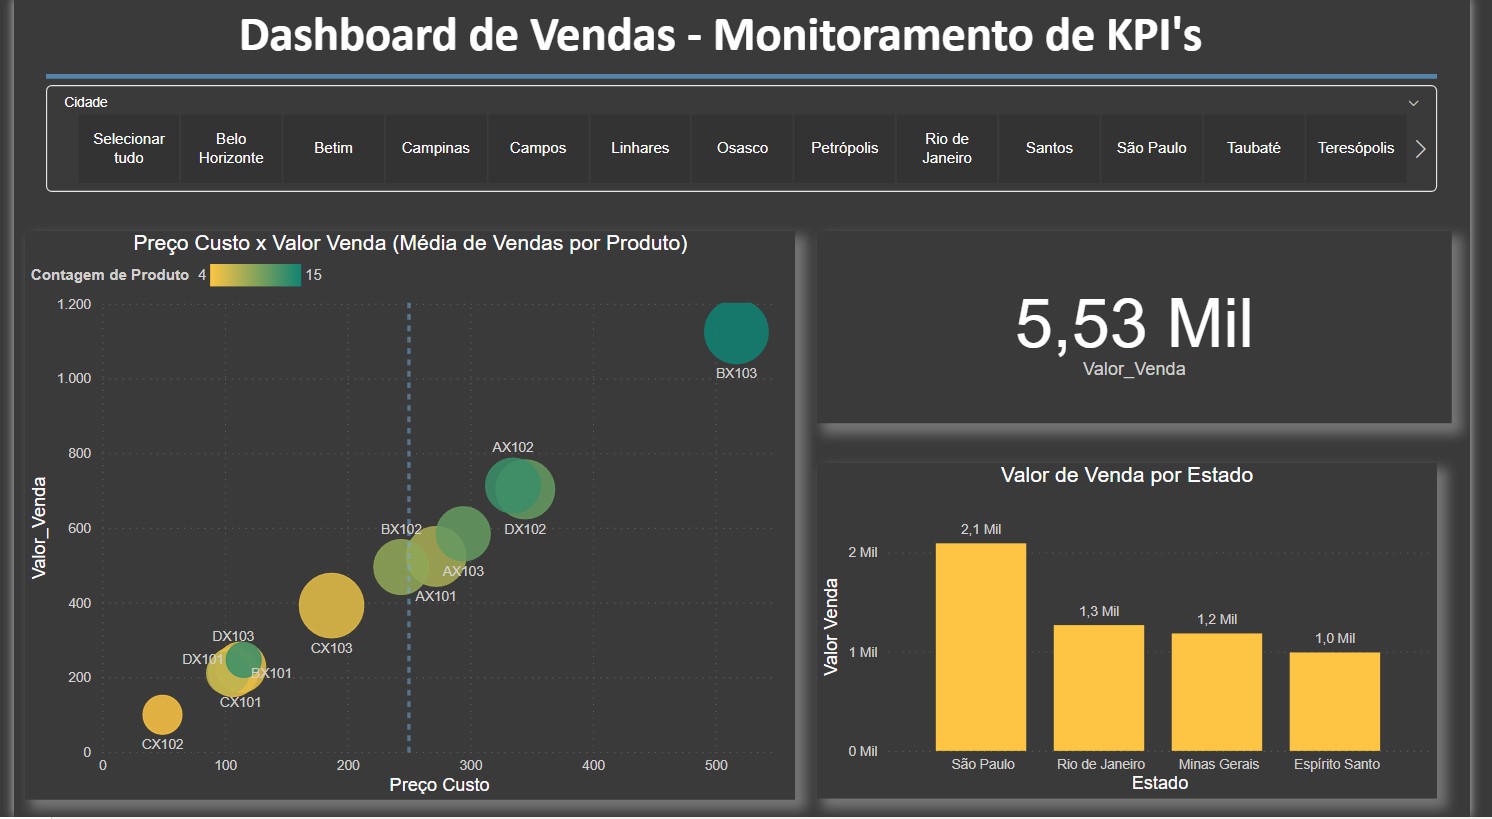 Dashboard de Vendas - Monitoramento de KPI's
Cidade
Selecionar tudo
Belo Horizonte
Betim
Campinas
Campos
Linhares
Osasco
Petrópolis
Rio de Janeiro
Santos
São Paulo
Taubaté
Teresópolis
Preço Custo x Valor Venda (Média de Vendas por Produto)
Contagem de Produto 4 15
Valor_Venda
1.200
1.000
800
600
400
200
0
BX103
AX102
DX102
BX102
AX103
AX101
CX103
DX103
DX101
BX101
CX101
CX102
0 100 200 300 400 500
Preço Custo
5,53 Mil
Valor_Venda
Valor de Venda por Estado
Valor Venda
2 Mil
1 Mil
0 Mil
2,1 Mil
1,3 Mil
1,2 Mil
1,0 Mil
São Paulo
Rio de Janeiro
Minas Gerais
Espírito Santo
Estado